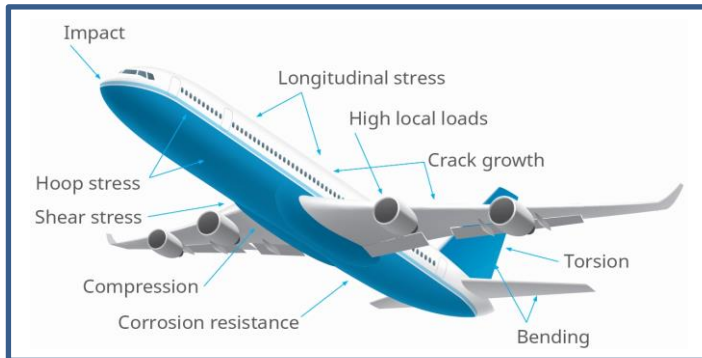 Impact
Longitudinal stress
High local loads
Crack growth
Hoop stress
Shear stress
Compression
Torsion
Corrosion resistance
Bending